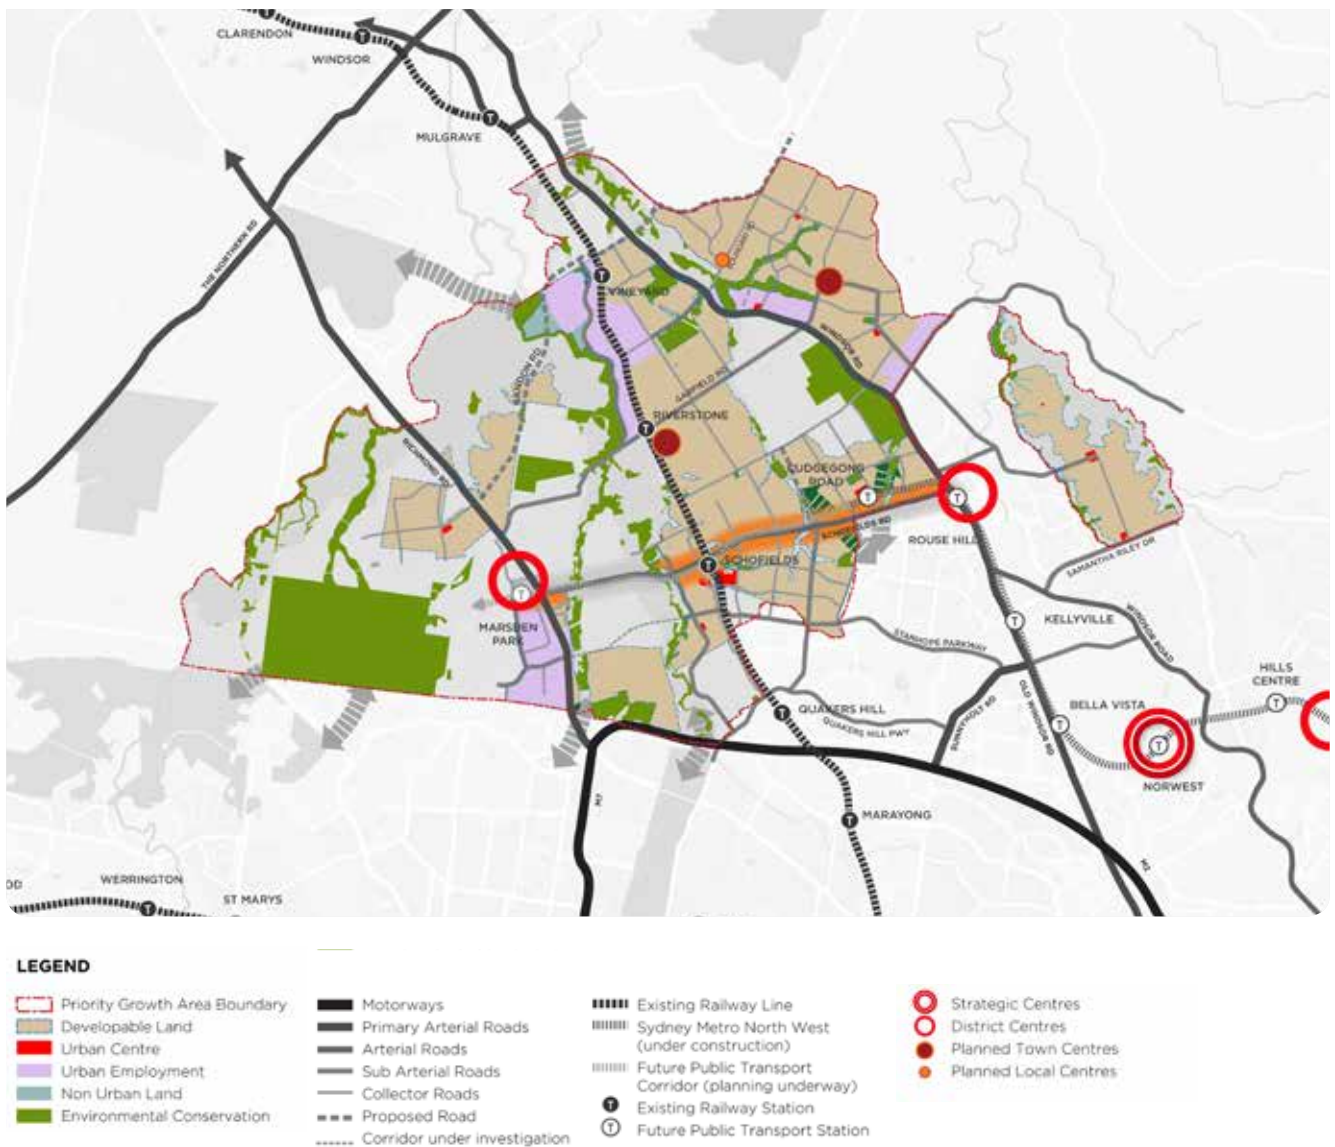 CLARENDON
WINDSOR
MULGRAVE
THE NORTHERN RD
VINEYARD
WINDSOR RD
BANDON RD
GARFIELD RD
RIVERSTONE
RICHMOND RD
CUDGEGONG
ROAD
SCHOFIELDS RD
ROUSE HILL
SCHOFIELDS
SAMANTHA RILEY DR
MARSDEN
PARK
KELLYVILLE
STANHOPE PARKWAY
WINDSOR ROAD
HILLS
CENTRE
OLD WINDSOR RD
BELLA VISTA
SUNNYHOLT RD
QUAKERS HILL
QUAKERS HILL PWY
NORWEST
M7
MARAYONG
M2
WERRINGTON
OD
ST MARYS
LEGEND
Priority Growth Area Boundary
Developable Land
Urban Centre
Urban Employment
Non Urban Land
Environmental Conservation
Motorways
Primary Arterial Roads
Arterial Roads
Sub Arterial Roads
Collector Roads
Proposed Road
Corridor under investigation
Existing Railway Line
Sydney Metro North West
(under construction)
Future Public Transport
Corridor (planning underway)
Existing Railway Station
Future Public Transport Station
Strategic Centres
District Centres
Planned Town Centres
Planned Local Centres